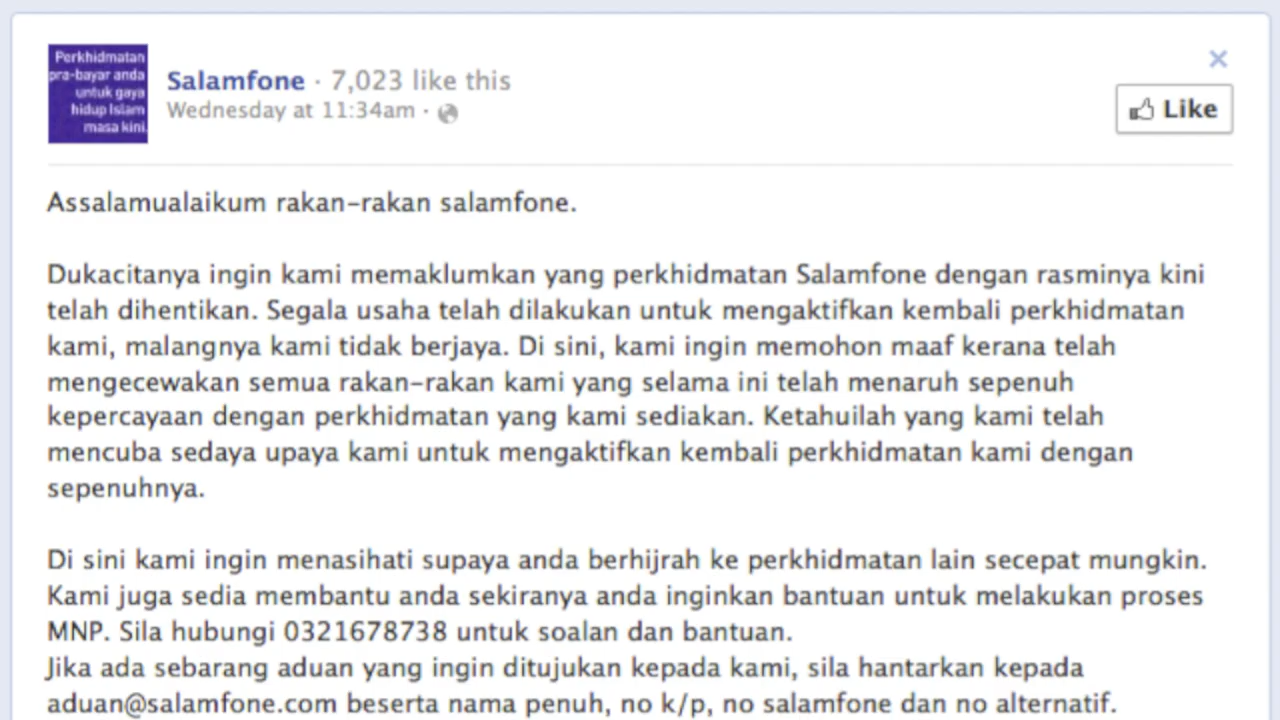 Perkhidmatan
pra-bayar anda
untuk gaya
hidup Islam
masa kini.
Salamfone · 7,023 like this
Wednesday at 11:34am ·
Like
Assalamualaikum rakan-rakan salamfone.
Dukacitanya ingin kami memaklumkan yang perkhidmatan Salamfone dengan rasminya kini
telah dihentikan. Segala usaha telah dilakukan untuk mengaktifkan kembali perkhidmatan
kami, malangnya kami tidak berjaya. Di sini, kami ingin memohon maaf kerana telah
mengecewakan semua rakan-rakan kami yang selama ini telah menaruh sepenuh
kepercayaan dengan perkhidmatan yang kami sediakan. Ketahuilah yang kami telah
mencuba sedaya upaya kami untuk mengaktifkan kembali perkhidmatan kami dengan
sepenuhnya.
Di sini kami ingin menasihati supaya anda berhijrah ke perkhidmatan lain secepat mungkin.
Kami juga sedia membantu anda sekiranya anda inginkan bantuan untuk melakukan proses
MNP. Sila hubungi 0321678738 untuk soalan dan bantuan.
Jika ada sebarang aduan yang ingin ditujukan kepada kami, sila hantarkan kepada
aduan@salamfone.com beserta nama penuh, no k/p, no salamfone dan no alternatif.